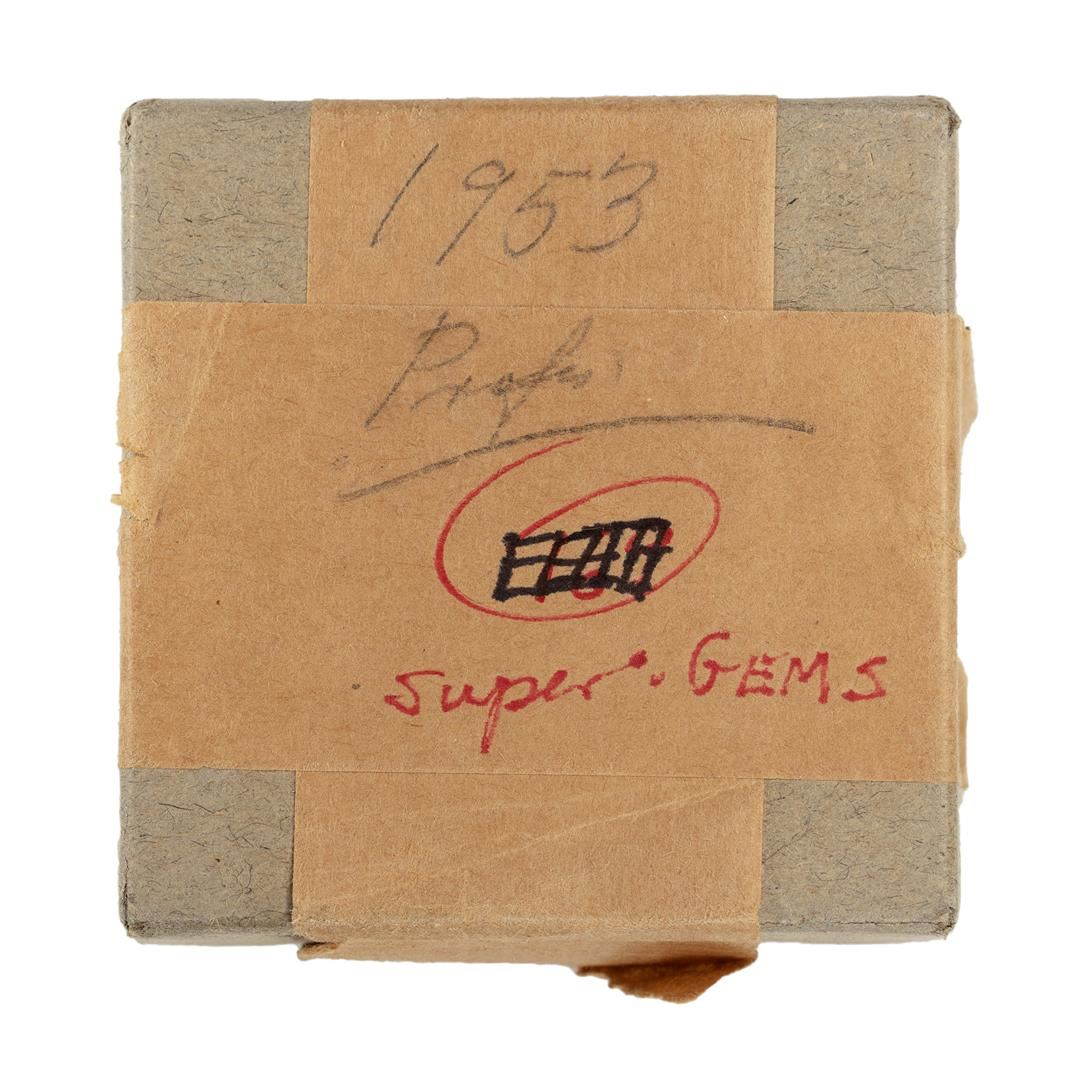 1953
Proofs
Super. GEMS